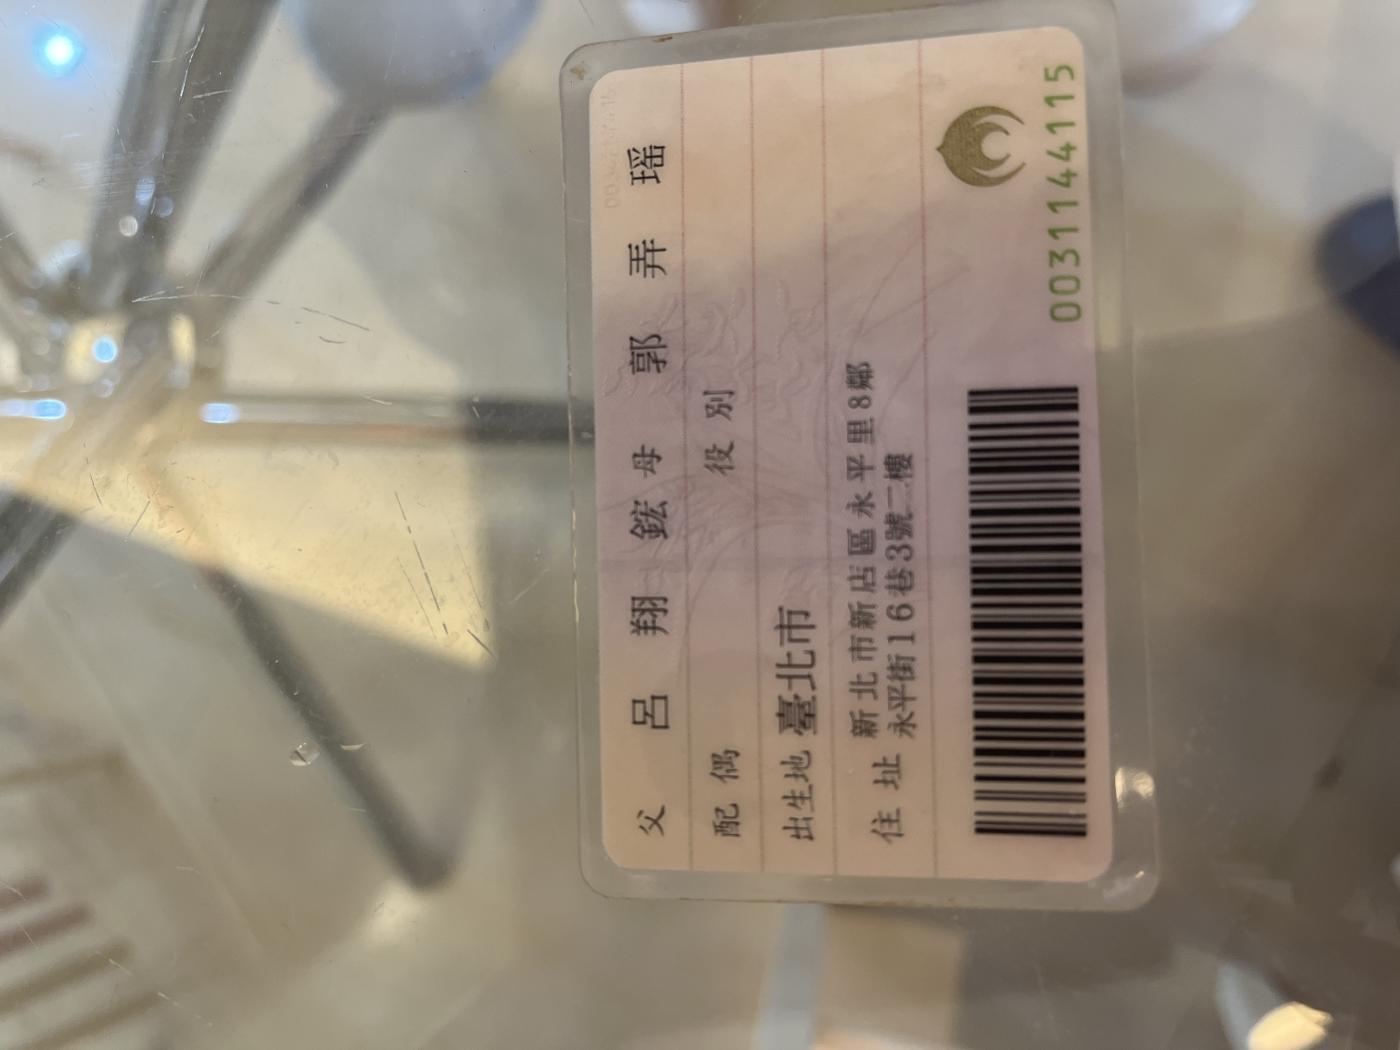 父 呂翔鋐 母 郭弄瑶
配偶 役別
出生地 臺北市
住址 新北市新店區永平里8鄰
永平街16巷3號二樓
0031144115